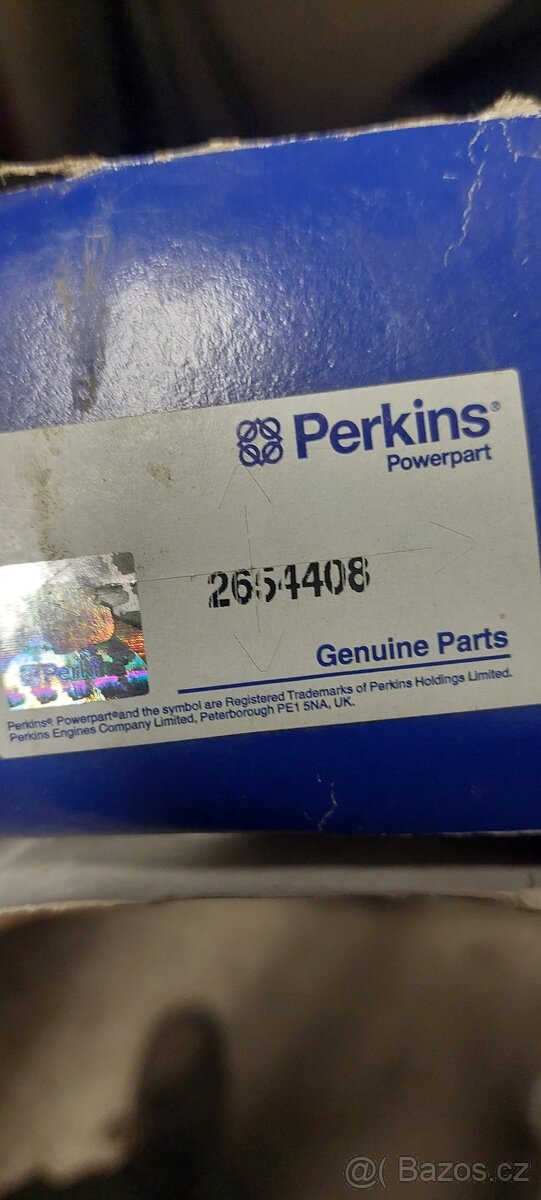 Perkins®
Powerpart
2654408
Perkins
Genuine Parts
Perkins® Powerpart® and the symbol are Registered Trademarks of Perkins Holdings Limited.
Perkins Engines Company Limited, Peterborough PE1 5NA, UK.
@( Bazos.cz